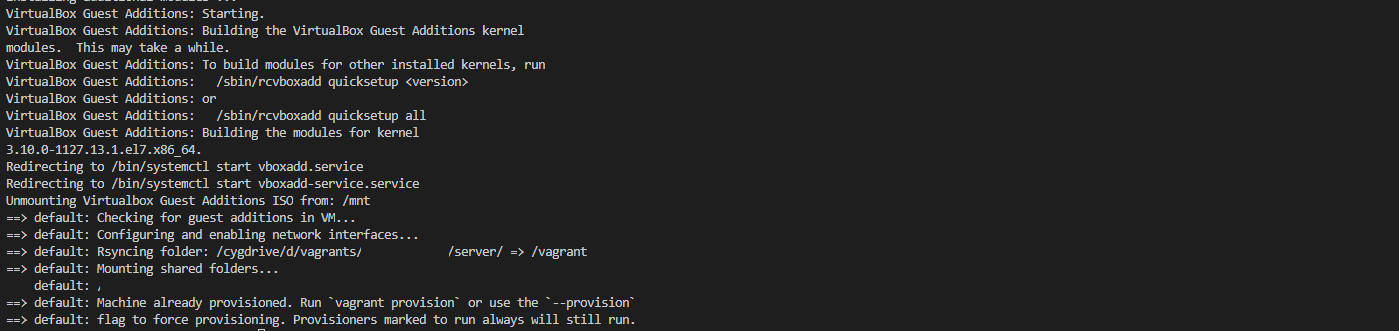 VirtualBox Guest Additions: Starting.
VirtualBox Guest Additions: Building the VirtualBox Guest Additions kernel
modules.  This may take a while.
VirtualBox Guest Additions: To build modules for other installed kernels, run
VirtualBox Guest Additions:   /sbin/rcvboxadd quicksetup <version>
VirtualBox Guest Additions: or
VirtualBox Guest Additions:   /sbin/rcvboxadd quicksetup all
VirtualBox Guest Additions: Building the modules for kernel
3.10.0-1127.13.1.el7.x86_64.
Redirecting to /bin/systemctl start vboxadd.service
Redirecting to /bin/systemctl start vboxadd-service.service
Unmounting Virtualbox Guest Additions ISO from: /mnt
==> default: Checking for guest additions in VM...
==> default: Configuring and enabling network interfaces...
==> default: Rsyncing folder: /cygdrive/d/vagrants/ /server/ => /vagrant
==> default: Mounting shared folders...
    default:
==> default: Machine already provisioned. Run `vagrant provision` or use the `--provision`
==> default: flag to force provisioning. Provisioners marked to run always will still run.